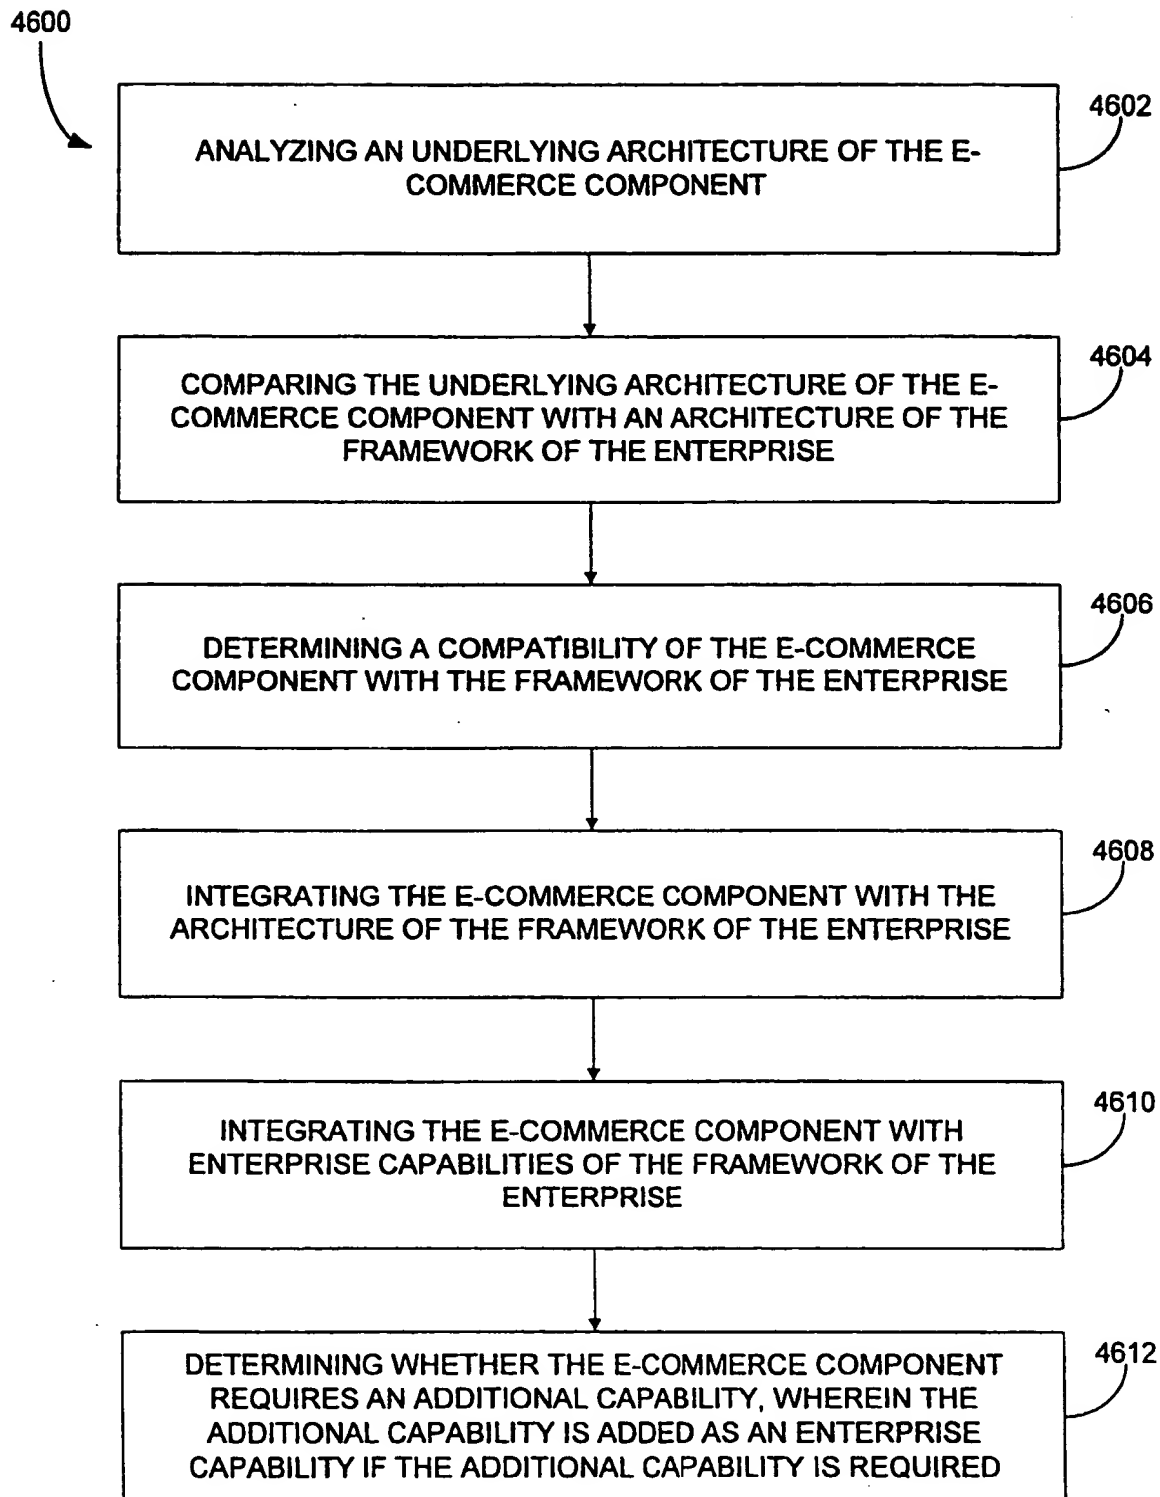 4600
4602
ANALYZING AN UNDERLYING ARCHITECTURE OF THE E-
COMMERCE COMPONENT
4604
COMPARING THE UNDERLYING ARCHITECTURE OF THE E-
COMMERCE COMPONENT WITH AN ARCHITECTURE OF THE
FRAMEWORK OF THE ENTERPRISE
4606
DETERMINING A COMPATIBILITY OF THE E-COMMERCE
COMPONENT WITH THE FRAMEWORK OF THE ENTERPRISE
4608
INTEGRATING THE E-COMMERCE COMPONENT WITH THE
ARCHITECTURE OF THE FRAMEWORK OF THE ENTERPRISE
4610
INTEGRATING THE E-COMMERCE COMPONENT WITH
ENTERPRISE CAPABILITIES OF THE FRAMEWORK OF THE
ENTERPRISE
4612
DETERMINING WHETHER THE E-COMMERCE COMPONENT
REQUIRES AN ADDITIONAL CAPABILITY, WHEREIN THE
ADDITIONAL CAPABILITY IS ADDED AS AN ENTERPRISE
CAPABILITY IF THE ADDITIONAL CAPABILITY IS REQUIRED